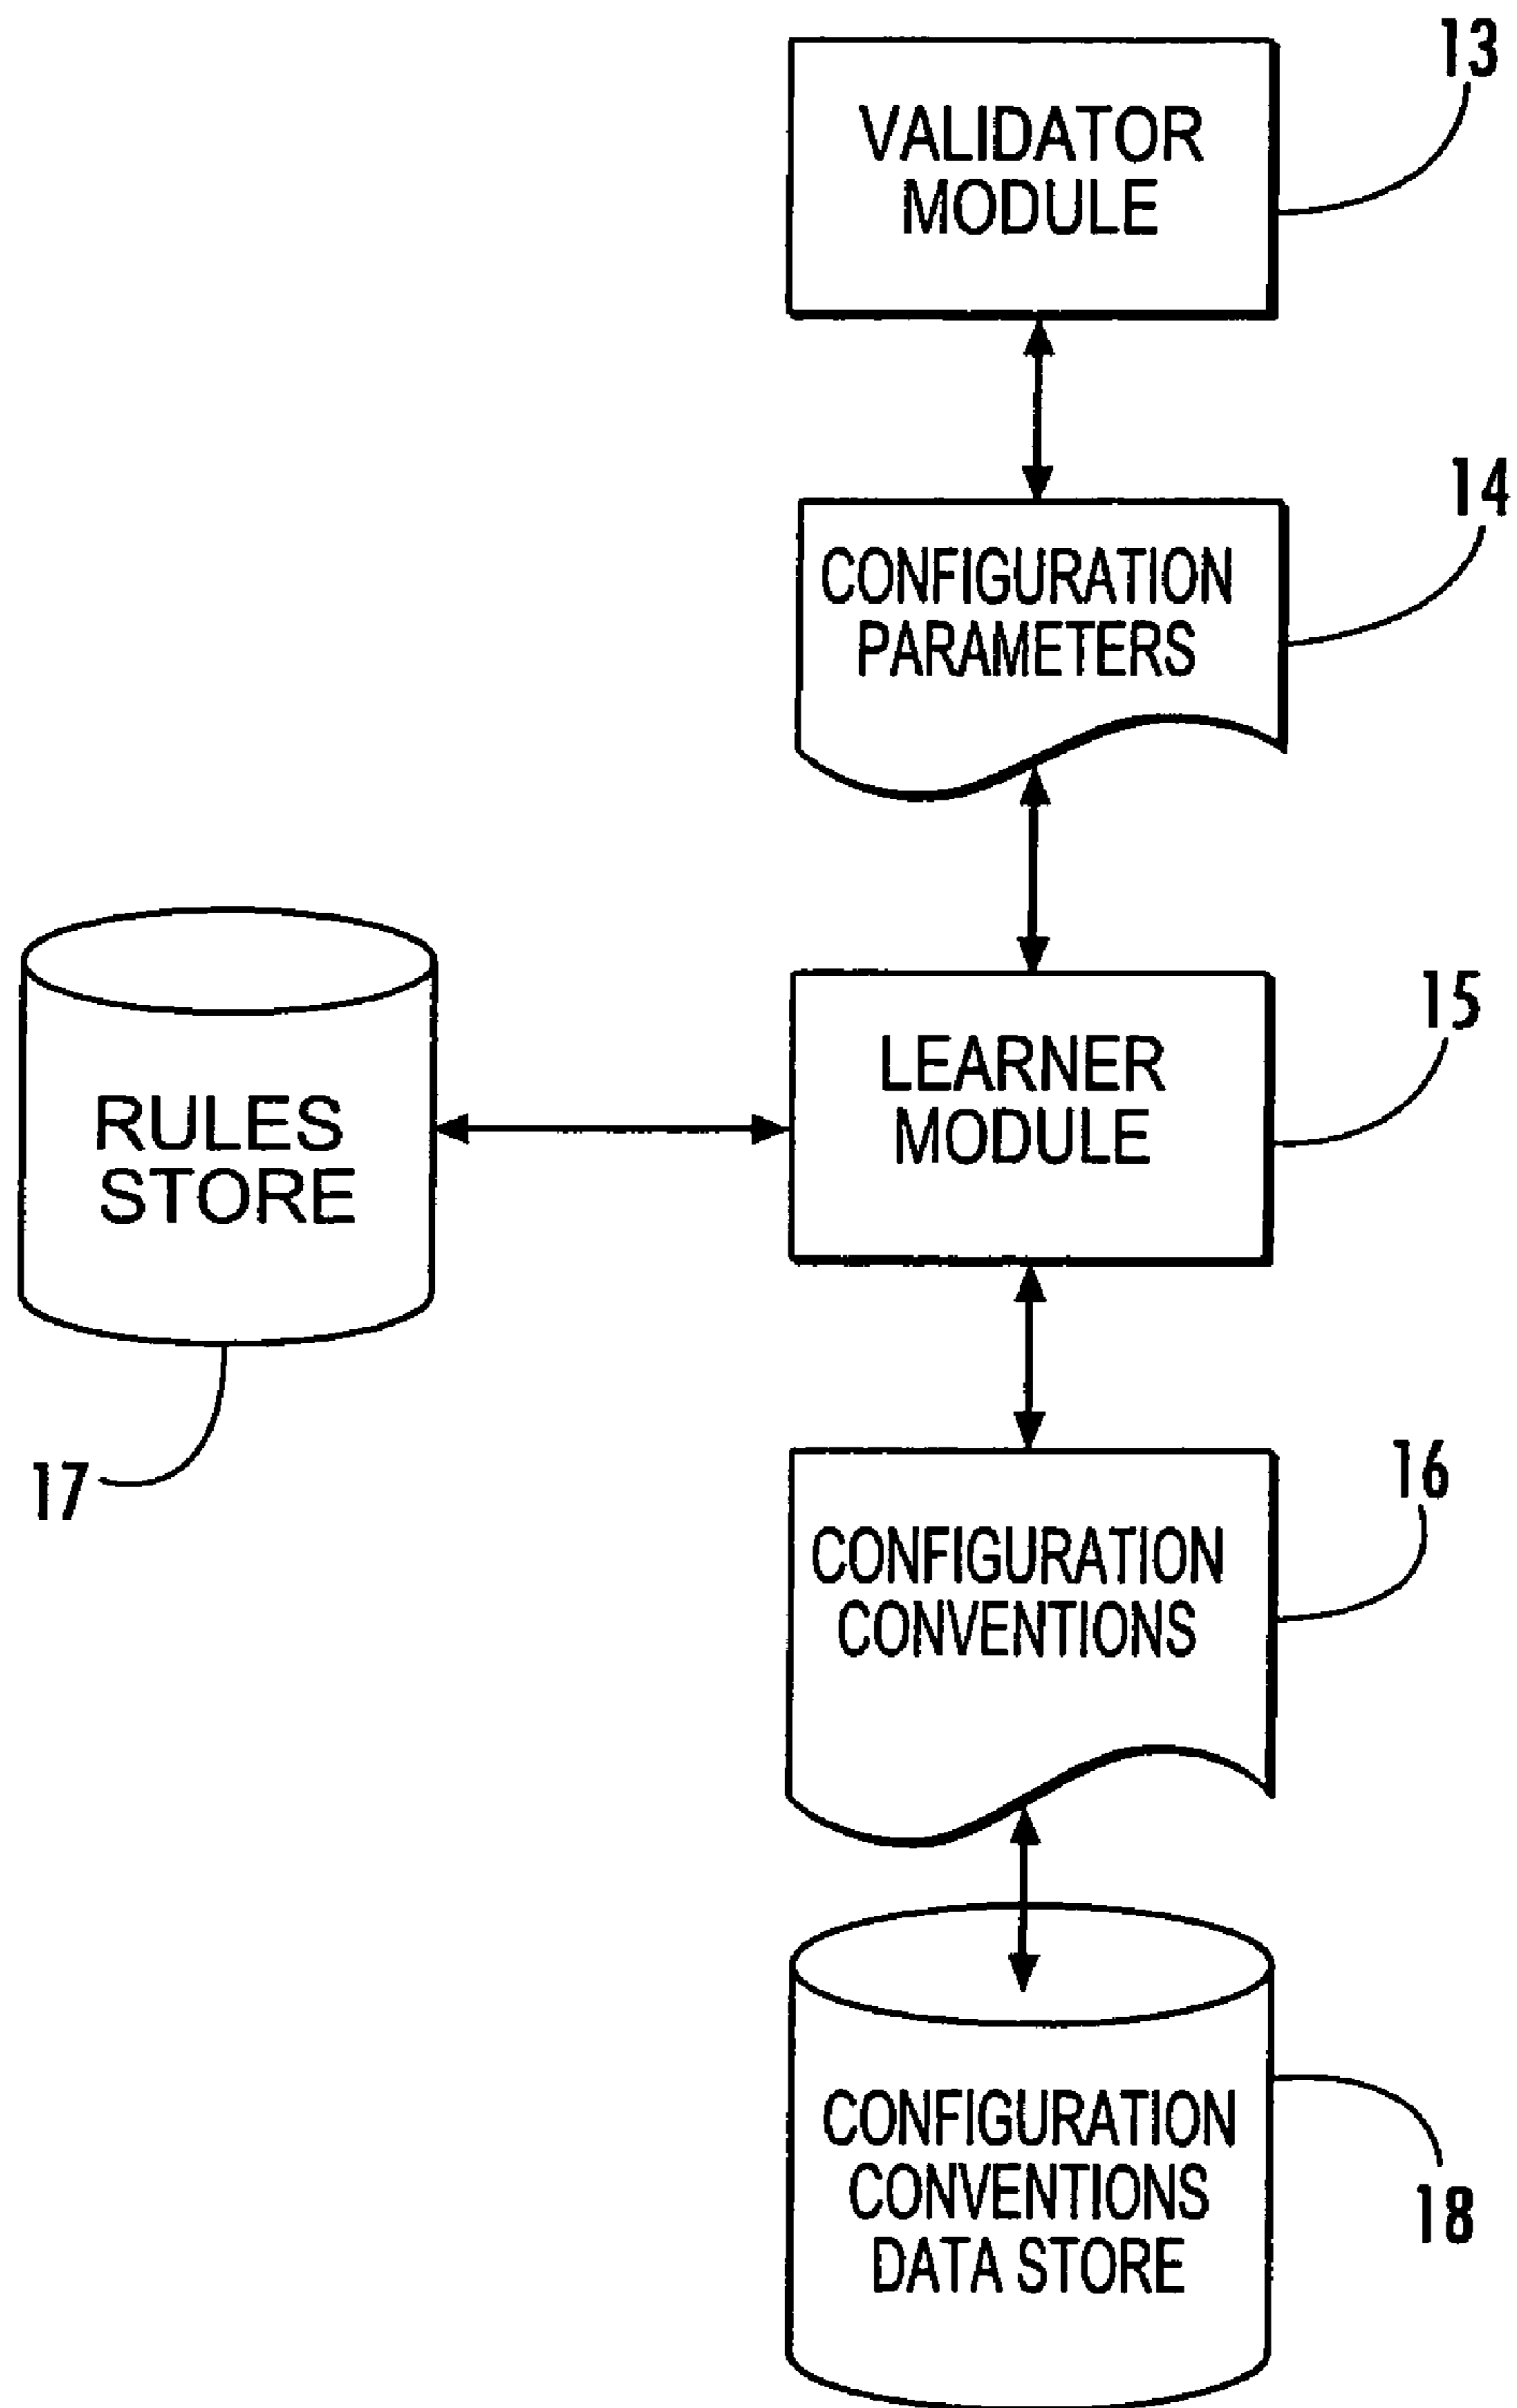 13
VALIDATOR
MODULE
14
CONFIGURATION
PARAMETERS
15
LEARNER
MODULE
RULES
STORE
17
16
CONFIGURATION
CONVENTIONS
CONFIGURATION
CONVENTIONS
DATA STORE
18